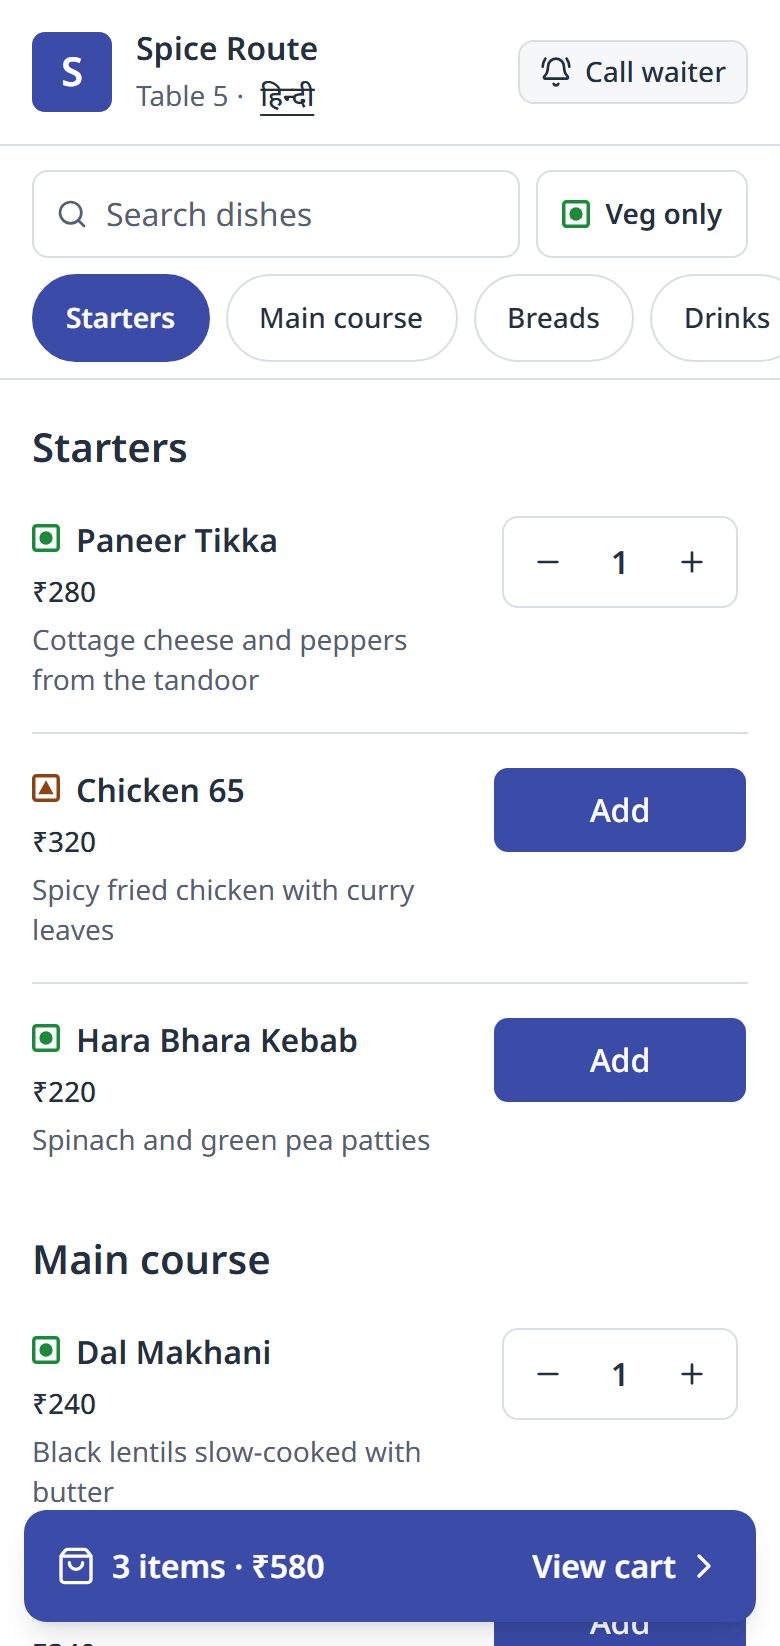 S
Spice Route
Table 5 · हिन्दी
Call waiter
Search dishes
Veg only
Starters
Main course
Breads
Drinks
Starters
Paneer Tikka
₹280
Cottage cheese and peppers
from the tandoor
1
Chicken 65
₹320
Spicy fried chicken with curry
leaves
Add
Hara Bhara Kebab
₹220
Spinach and green pea patties
Add
Main course
Dal Makhani
₹240
Black lentils slow-cooked with
butter
1
3 items · ₹580
View cart
Add